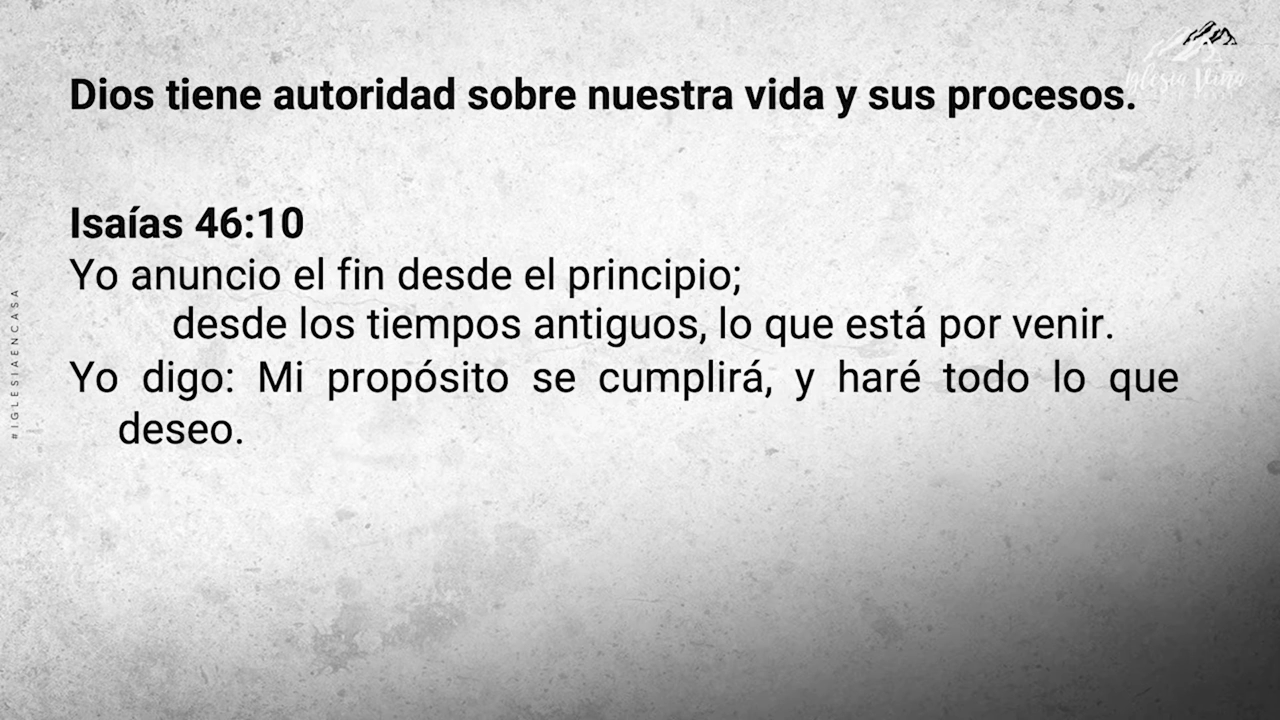 Dios tiene autoridad sobre nuestra vida y sus procesos.
Isaías 46:10
Yo anuncio el fin desde el principio;
desde los tiempos antiguos, lo que está por venir.
Yo digo: Mi propósito se cumplirá, y haré todo lo que
deseo.
#IGLESIAENCASA
Iglesia